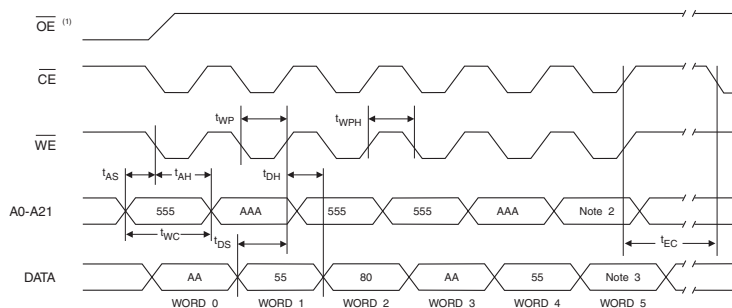 OE (1)
CE
tWP
tWPH
WE
tAS
tAH
tDH
A0-A21
555
AAA
555
555
AAA
Note 2
tWC
tDS
tEC
DATA
AA
55
80
AA
55
Note 3
WORD 0
WORD 1
WORD 2
WORD 3
WORD 4
WORD 5